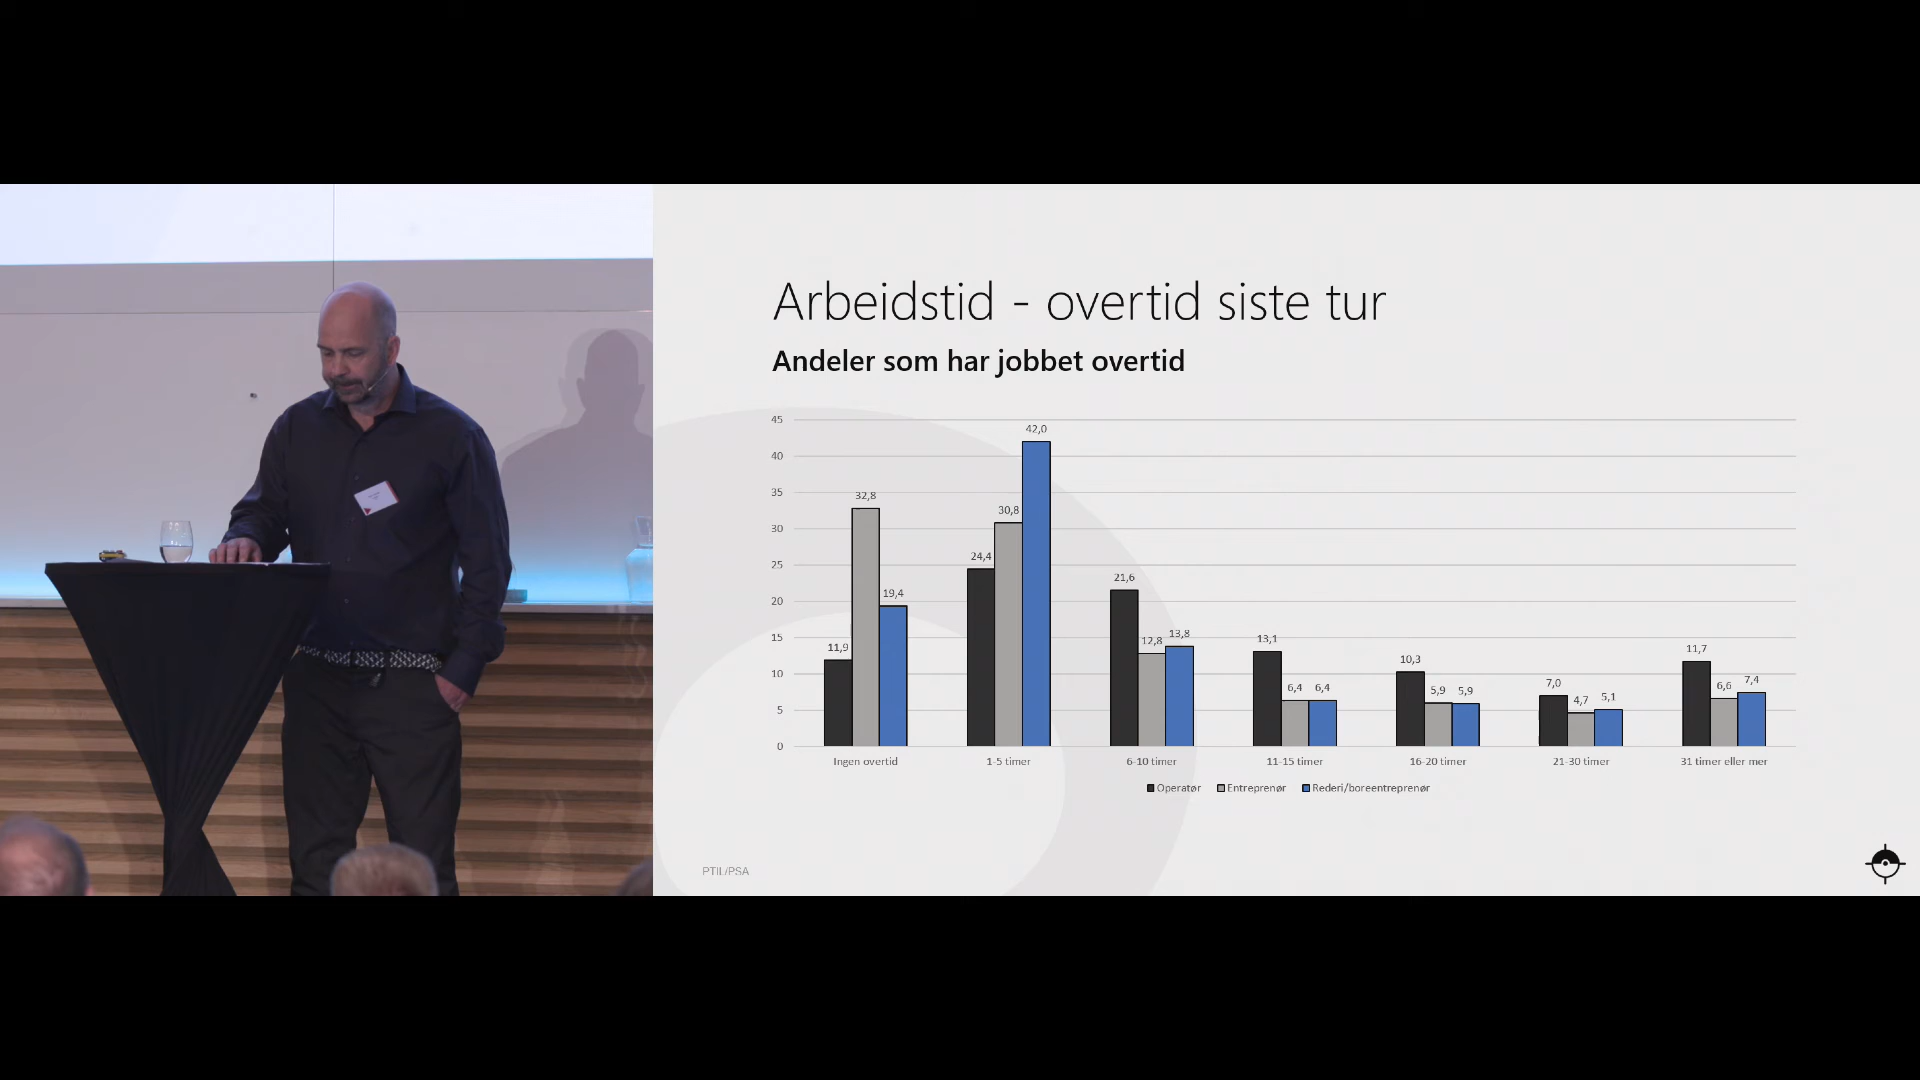 Arbeidstid - overtid siste tur
Andeler som har jobbet overtid
45
40
35
30
25
20
15
10
5
0
11,9 32,8 19,4
24,4 30,8 42,0
21,6 12,8 13,8
13,1 6,4 6,4
10,3 5,9 5,9
7,0 4,7 5,1
11,7 6,6 7,4
Ingen overtid 1-5 timer 6-10 timer 11-15 timer 16-20 timer 21-30 timer 31 timer eller mer
Operatør Entreprenør Rederi/boreentreprenør
PTIL/PSA